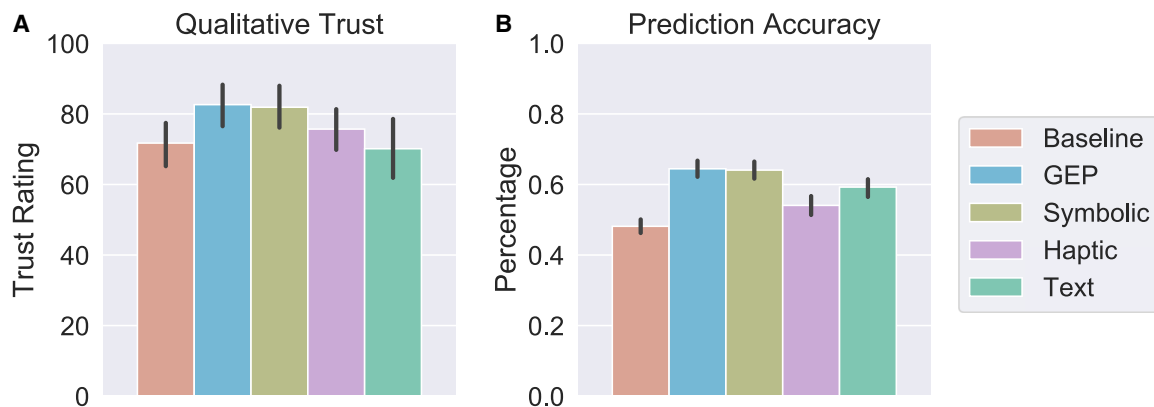 A
Qualitative Trust
Trust Rating
100
80
60
40
20
0
B
Prediction Accuracy
Percentage
1.0
0.8
0.6
0.4
0.2
0.0
Baseline
GEP
Symbolic
Haptic
Text